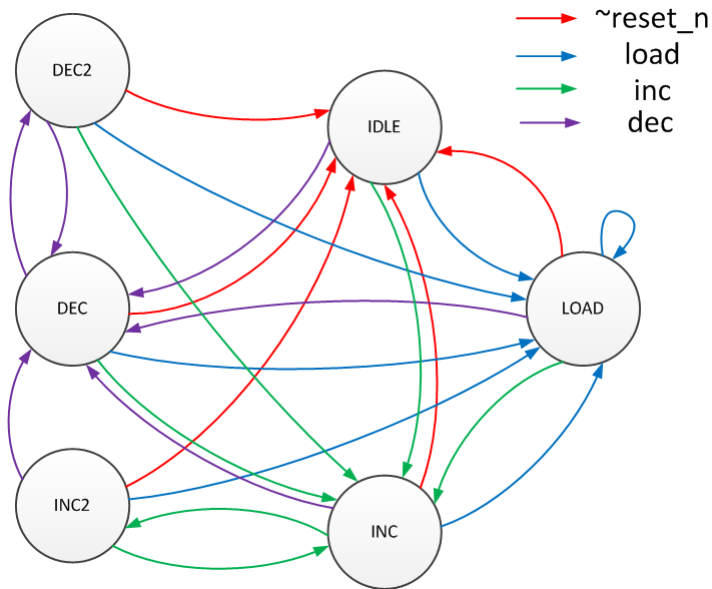 ~reset_n
load
inc
dec
DEC2
IDLE
DEC
LOAD
INC2
INC